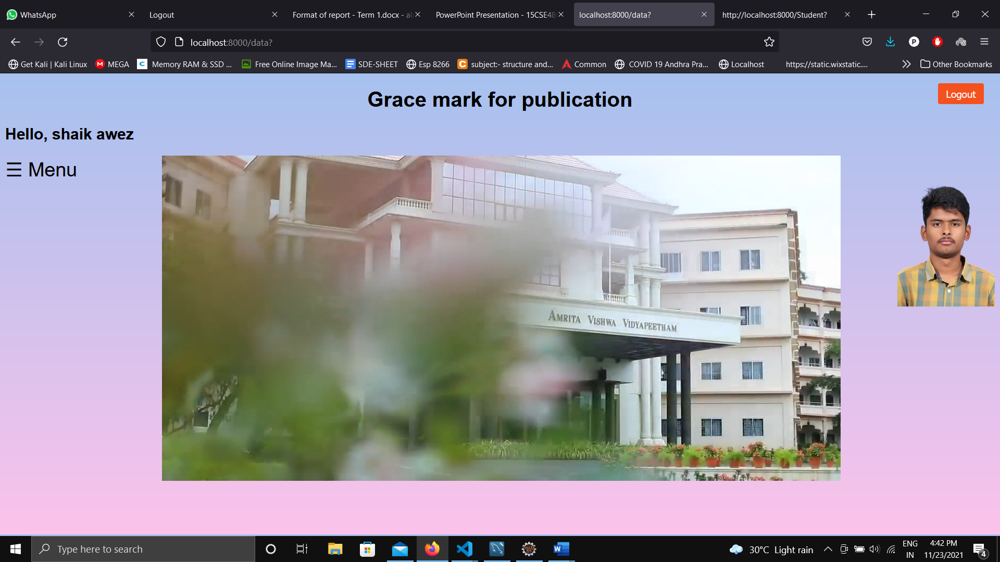 WhatsApp
Logout
Format of report - Term 1.docx - al
PowerPoint Presentation - 15CSE48
localhost:8000/data?
http://localhost:8000/Student?
localhost:8000/data?
P
Get Kali | Kali Linux
MEGA
Memory RAM & SSD ...
Free Online Image Ma...
SDE-SHEET
Esp 8266
subject:- structure and...
Common
COVID 19 Andhra Pra...
Localhost
https://static.wixstatic....
Other Bookmarks
Grace mark for publication
Logout
Hello, shaik awez
☰ Menu
AMRITA VISHWA VIDYAPEETHAM
Type here to search
30°C Light rain
ENG
IN
4:42 PM
11/23/2021
4